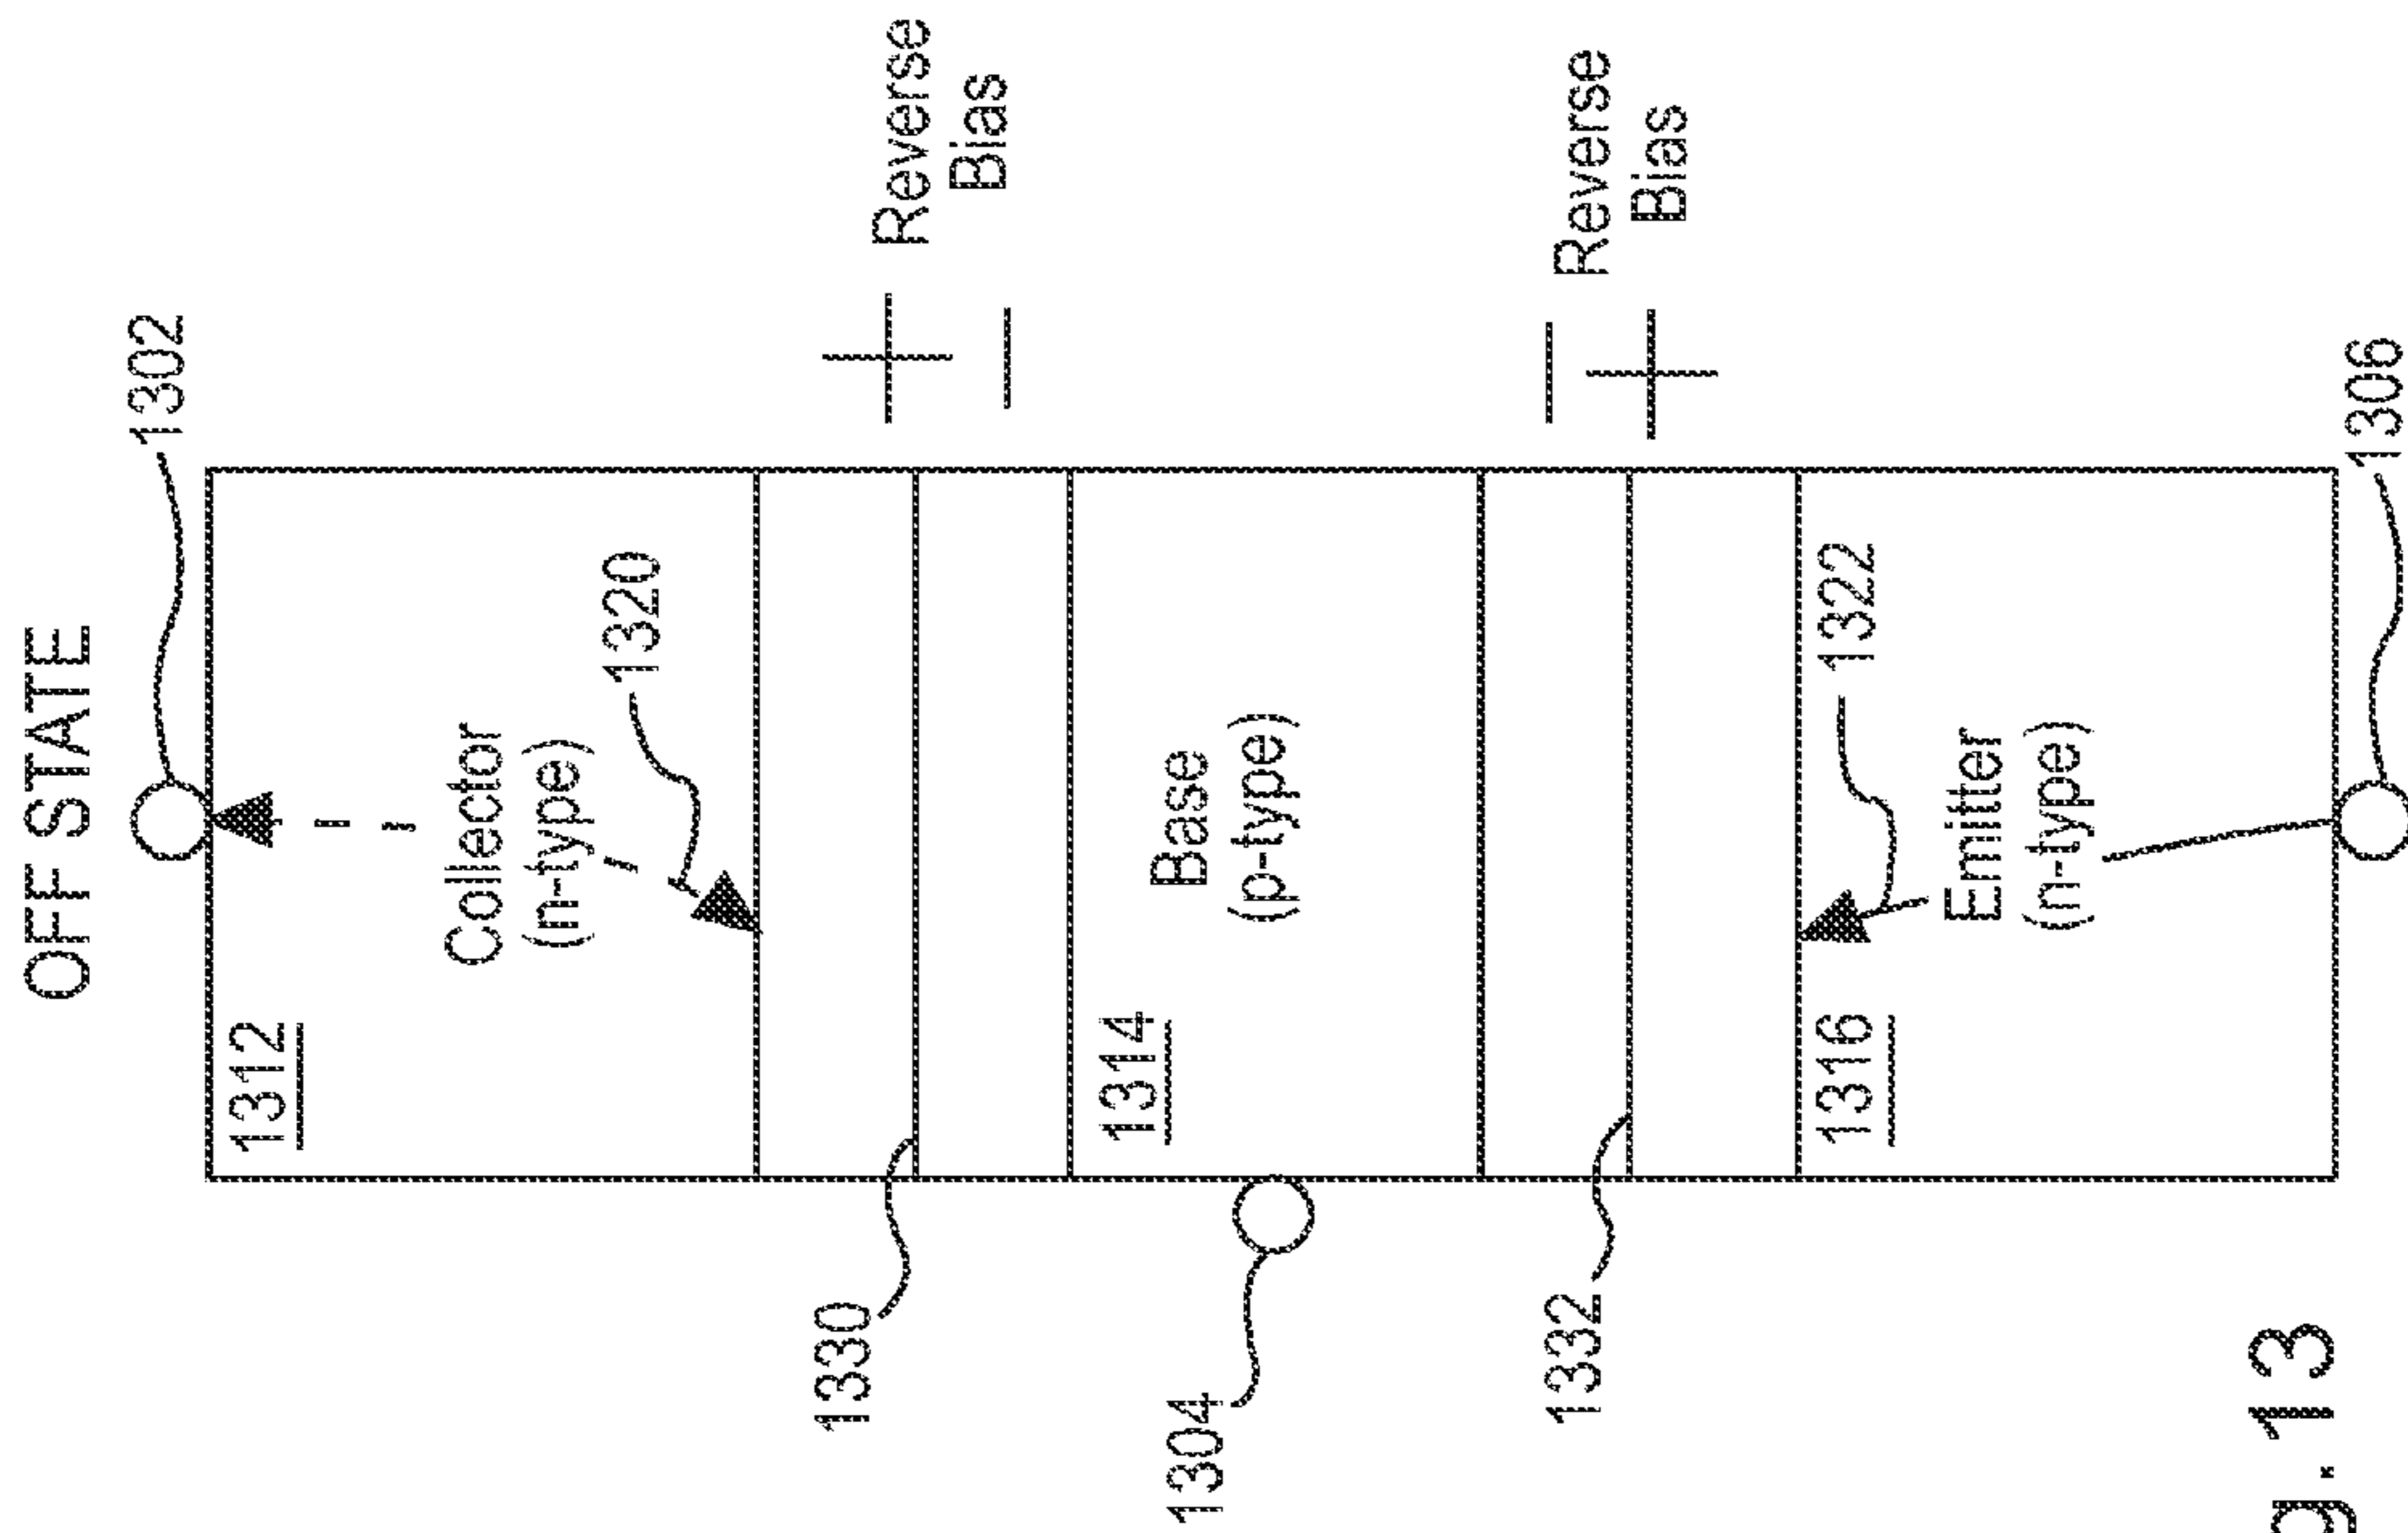 OFF STATE
1302
1312
Collector
(n-type)
1320
1330
+
Reverse
Bias
−
1304
1314
Base
(p-type)
1332
−
Reverse
Bias
+
1316
1322
Emitter
(n-type)
1306
g. 13